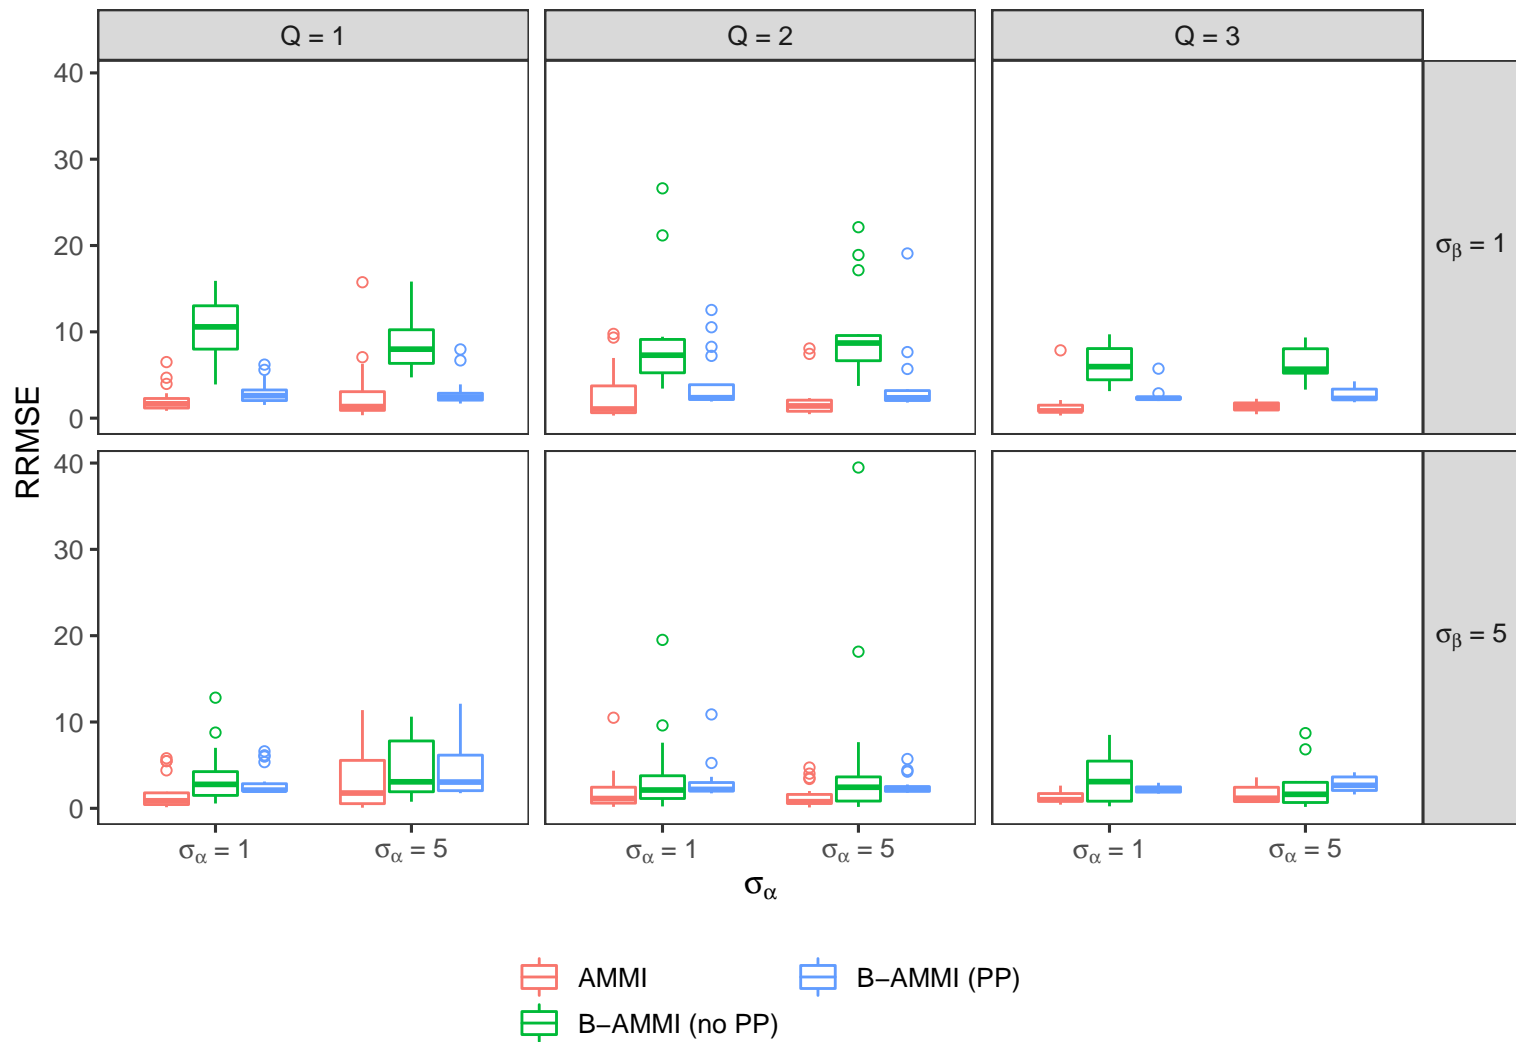 Q = 1
Q = 2
Q = 3
40
30
20
10
0
σβ = 1
RRMSE
40
30
20
10
0
σβ = 5
σα = 1
σα = 5
σα = 1
σα = 5
σα = 1
σα = 5
σα
AMMI
B−AMMI (PP)
B−AMMI (no PP)